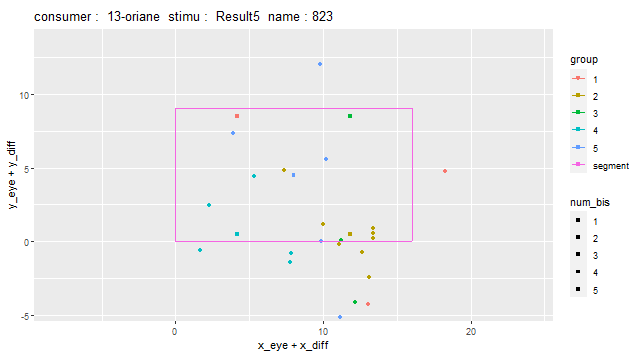 consumer :  13-oriane  stimu :  Result5  name : 823
y_eye + y_diff
10
5
0
-5
0
10
20
x_eye + x_diff
group
1
2
3
4
5
segment
num_bis
1
2
3
4
5